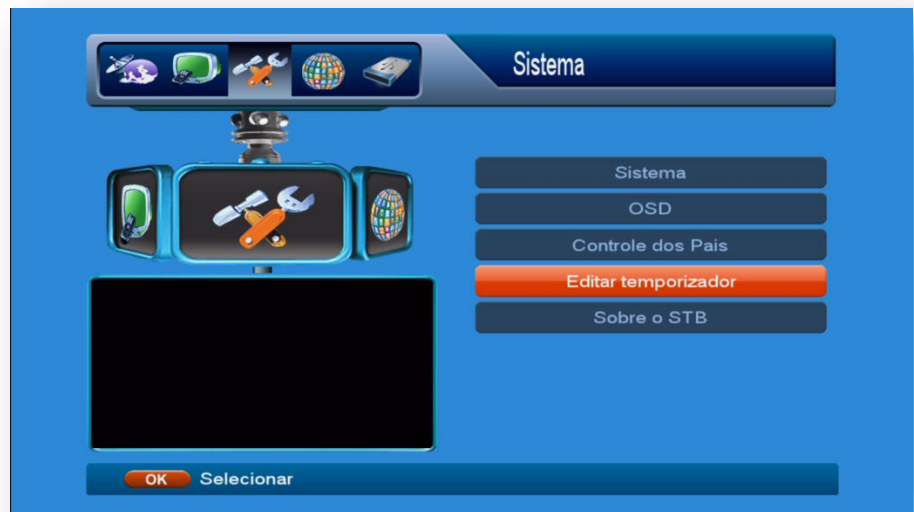 Sistema
Sistema
OSD
Controle dos Pais
Editar temporizador
Sobre o STB
OK Selecionar